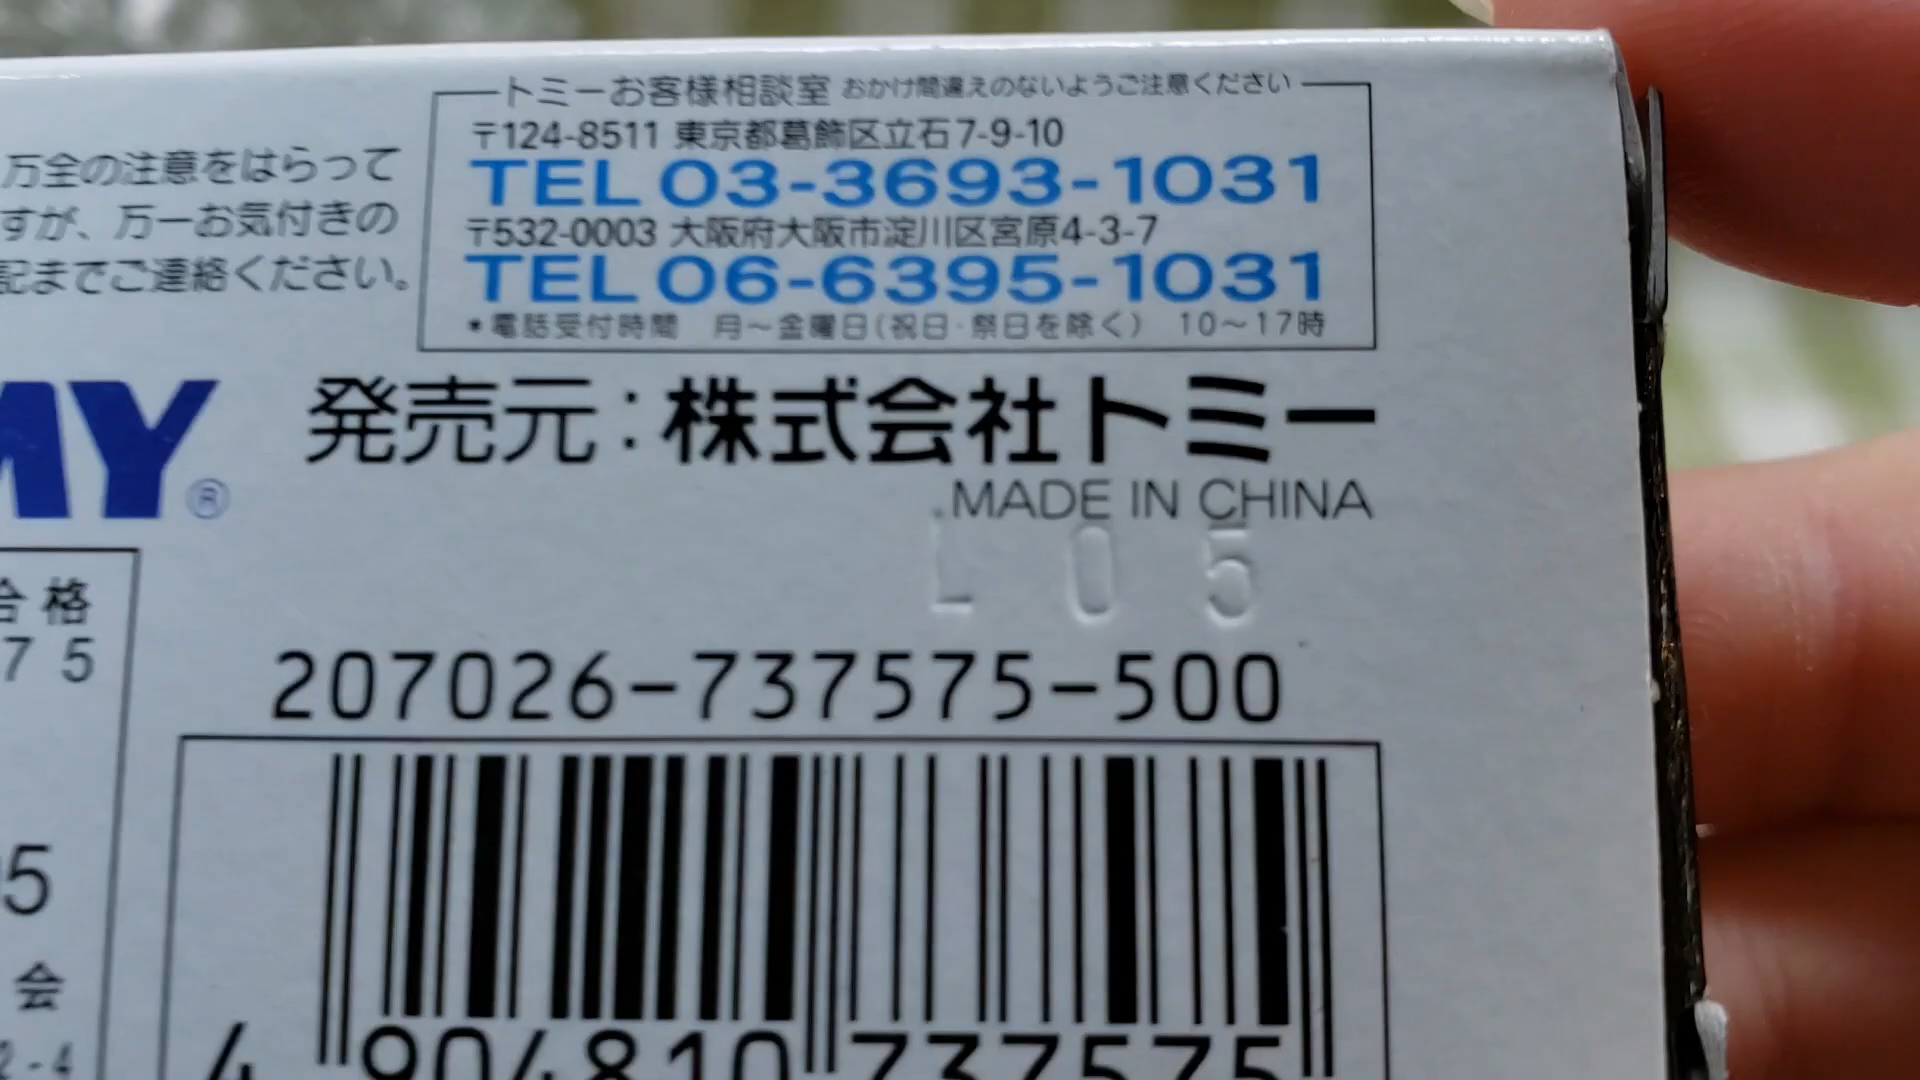 トミーお客様相談室 おかけ間違えのないようご注意ください
〒124-8511 東京都葛飾区立石7-9-10
TEL 03-3693-1031
〒532-0003 大阪府大阪市淀川区宮原4-3-7
TEL 06-6395-1031
*電話受付時間 月〜金曜日(祝日·祭日を除く) 10〜17時
万全の注意をはらって
すが、万一お気付きの
記までご連絡ください。
MY®
発売元:株式会社トミー
MADE IN CHINA
L 0 5
合格
75
5
会
2-4
207026-737575-500
4 904810 737575